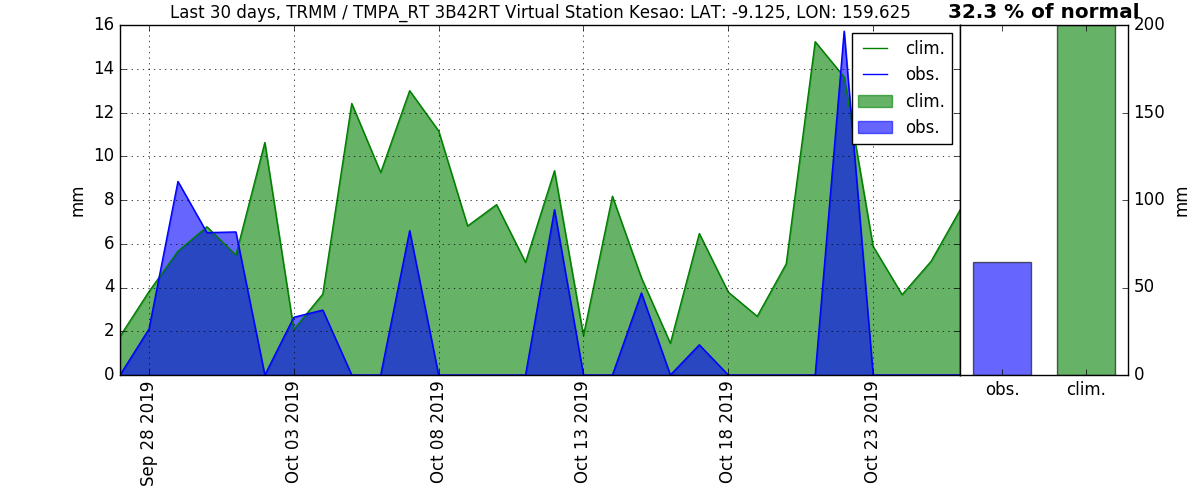 Last 30 days, TRMM / TMPA_RT 3B42RT Virtual Station Kesao: LAT: -9.125, LON: 159.625
32.3 % of normal
16
14
12
10
8
6
4
2
0
mm
clim.
obs.
clim.
obs.
200
150
100
50
0
mm
Sep 28 2019
Oct 03 2019
Oct 08 2019
Oct 13 2019
Oct 18 2019
Oct 23 2019
obs.
clim.